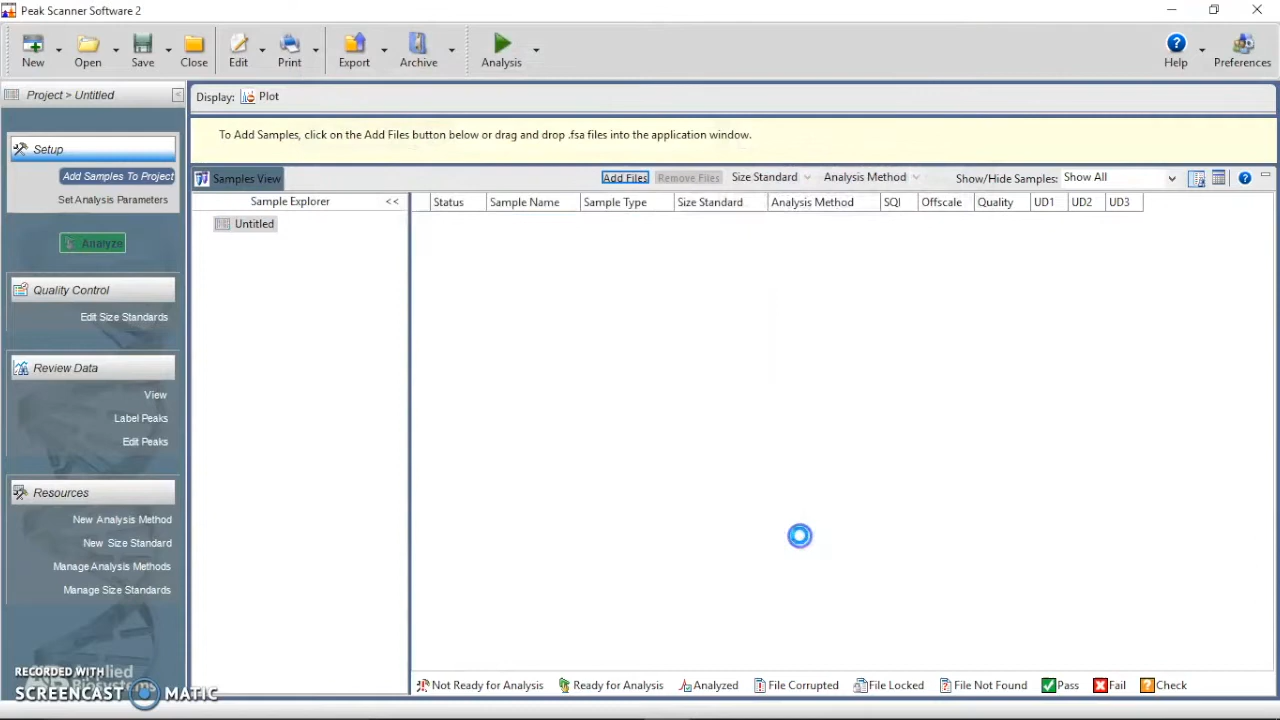 Peak Scanner Software 2
New Open Save Close Edit Print Export Archive Analysis Help Preferences
Project > Untitled
Display: Plot
To Add Samples, click on the Add Files button below or drag and drop .fsa files into the application window.
Setup
Add Samples To Project
Set Analysis Parameters
Analyze
Quality Control
Edit Size Standards
Review Data
View
Label Peaks
Edit Peaks
Resources
New Analysis Method
New Size Standard
Manage Analysis Methods
Manage Size Standards
Samples View Add Files Remove Files Size Standard Analysis Method Show/Hide Samples: Show All
Sample Explorer <<
Untitled
Status Sample Name Sample Type Size Standard Analysis Method SQI Offscale Quality UD1 UD2 UD3
Not Ready for Analysis Ready for Analysis Analyzed File Corrupted File Locked File Not Found Pass Fail Check
RECORDED WITH
SCREENCAST MATIC
Applied